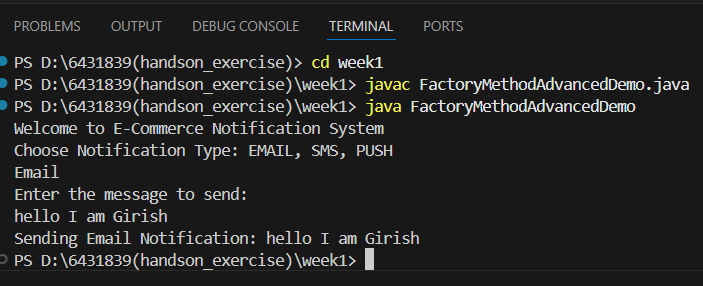 PROBLEMS OUTPUT DEBUG CONSOLE TERMINAL PORTS
PS D:\6431839(handson_exercise)> cd week1
PS D:\6431839(handson_exercise)\week1> javac FactoryMethodAdvancedDemo.java
PS D:\6431839(handson_exercise)\week1> java FactoryMethodAdvancedDemo
Welcome to E-Commerce Notification System
Choose Notification Type: EMAIL, SMS, PUSH
Email
Enter the message to send:
hello I am Girish
Sending Email Notification: hello I am Girish
PS D:\6431839(handson_exercise)\week1>